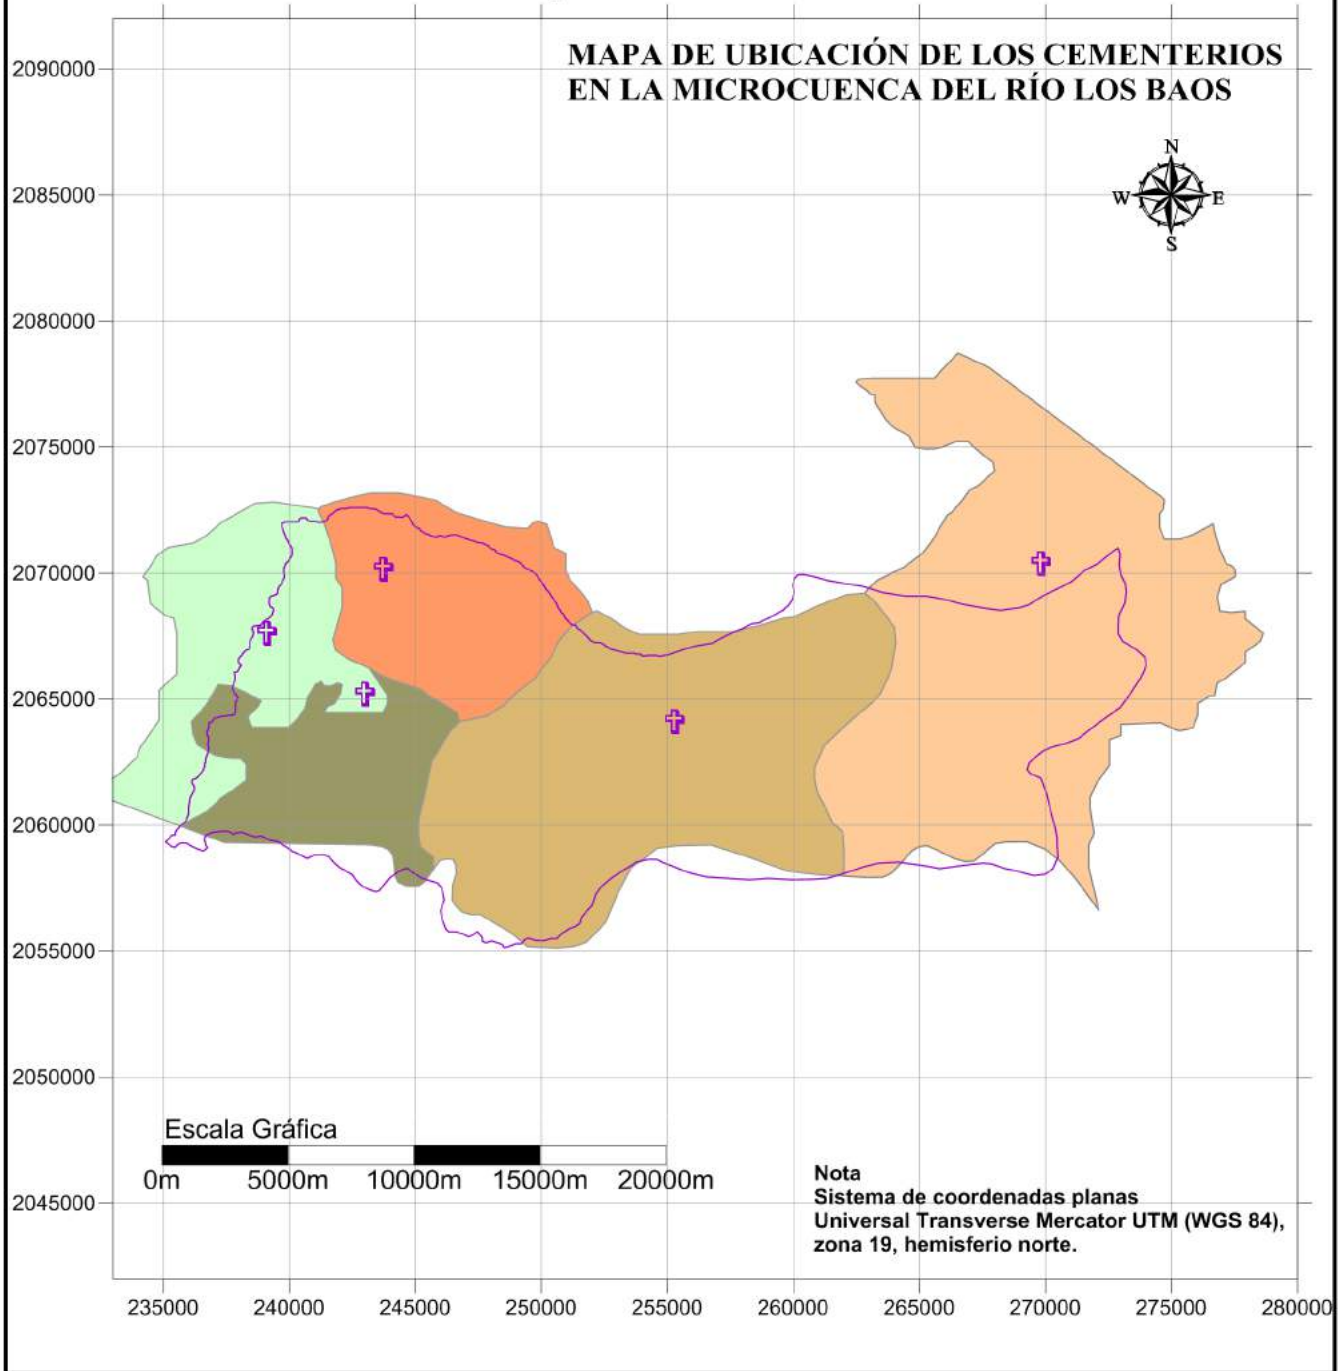 MAPA DE UBICACIÓN DE LOS CEMENTERIOS
EN LA MICROCUENCA DEL RÍO LOS BAOS
N
W E
S
2090000
2085000
2080000
2075000
2070000
2065000
2060000
2055000
2050000
2045000
Escala Gráfica
0m 5000m 10000m 15000m 20000m
Nota
Sistema de coordenadas planas
Universal Transverse Mercator UTM (WGS 84),
zona 19, hemisferio norte.
235000 240000 245000 250000 255000 260000 265000 270000 275000 280000